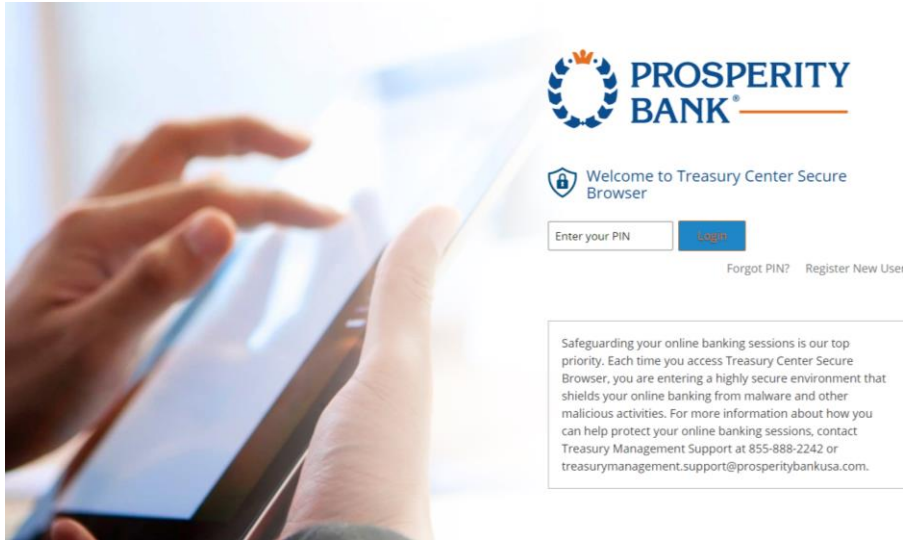 PROSPERITY
BANK®
Welcome to Treasury Center Secure
Browser
Enter your PIN Login
Forgot PIN? Register New User
Safeguarding your online banking sessions is our top
priority. Each time you access Treasury Center Secure
Browser, you are entering a highly secure environment that
shields your online banking from malware and other
malicious activities. For more information about how you
can help protect your online banking sessions, contact
Treasury Management Support at 855-888-2242 or
treasurymanagement.support@prosperitybankusa.com.